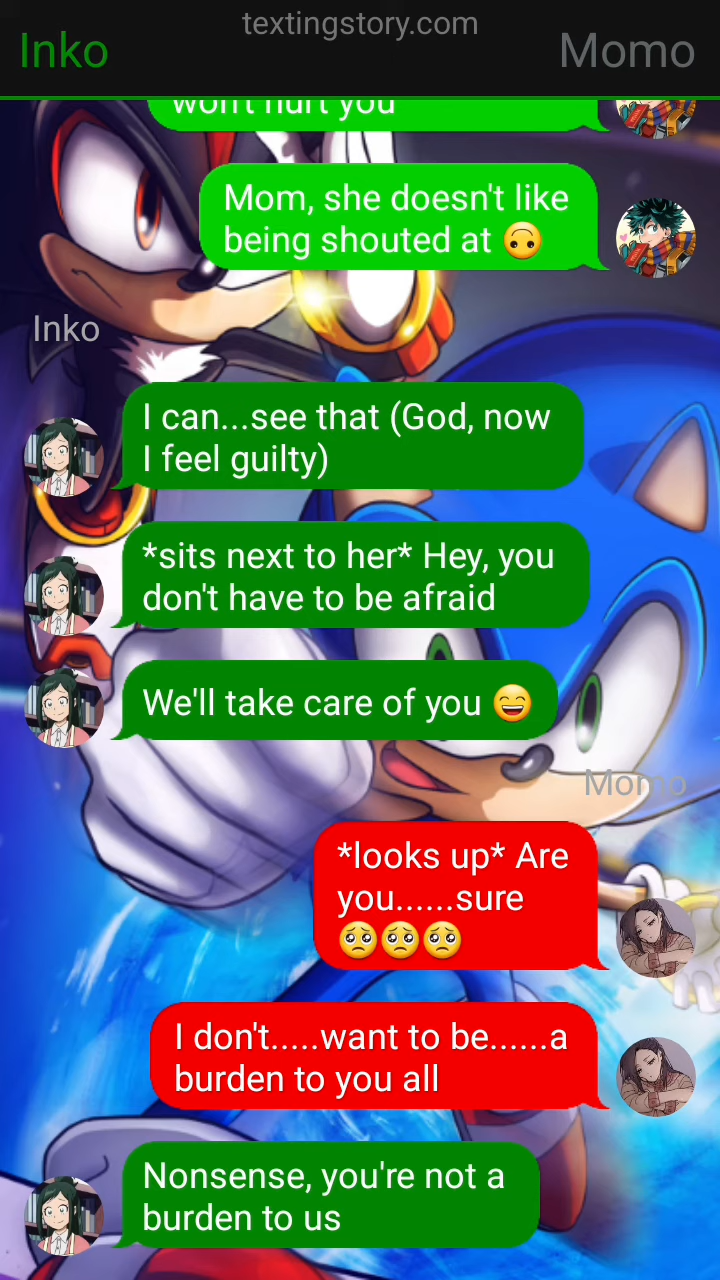 textingstory.com
Inko
Momo
won't hurt you
Mom, she doesn't like
being shouted at 🙃
Inko
I can...see that (God, now
I feel guilty)
*sits next to her* Hey, you
don't have to be afraid
We'll take care of you 😄
Momo
*looks up* Are
you......sure
🥺🥺🥺
I don't.....want to be......a
burden to you all
Nonsense, you're not a
burden to us